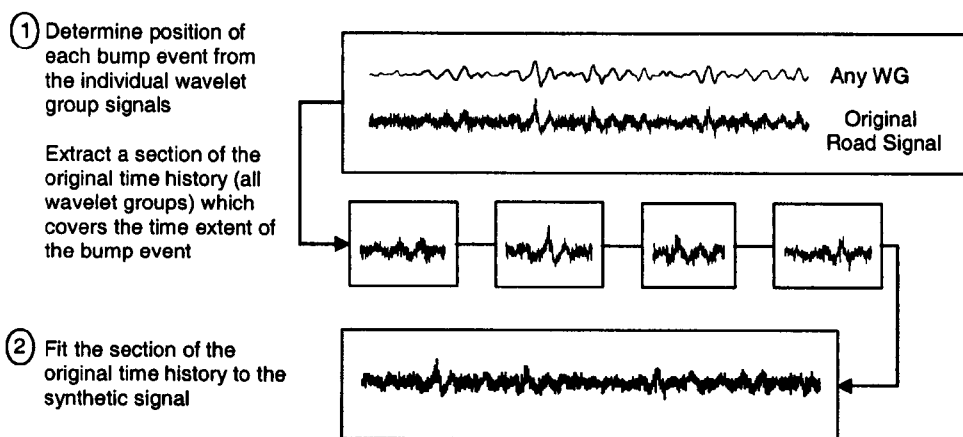 1 Determine position of
each bump event from
the individual wavelet
group signals
Extract a section of the
original time history (all
wavelet groups) which
covers the time extent of
the bump event
Any WG
Original
Road Signal
2 Fit the section of the
original time history to the
synthetic signal